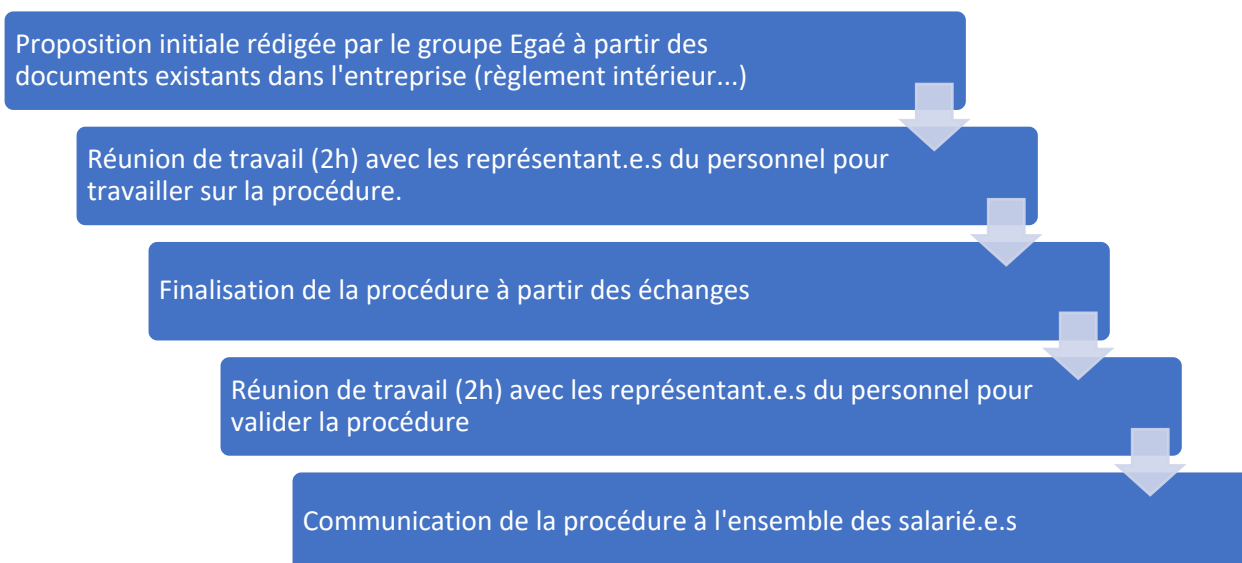 Proposition initiale rédigée par le groupe Egaé à partir des
documents existants dans l'entreprise (règlement intérieur...)
Réunion de travail (2h) avec les représentant.e.s du personnel pour
travailler sur la procédure.
Finalisation de la procédure à partir des échanges
Réunion de travail (2h) avec les représentant.e.s du personnel pour
valider la procédure
Communication de la procédure à l'ensemble des salarié.e.s